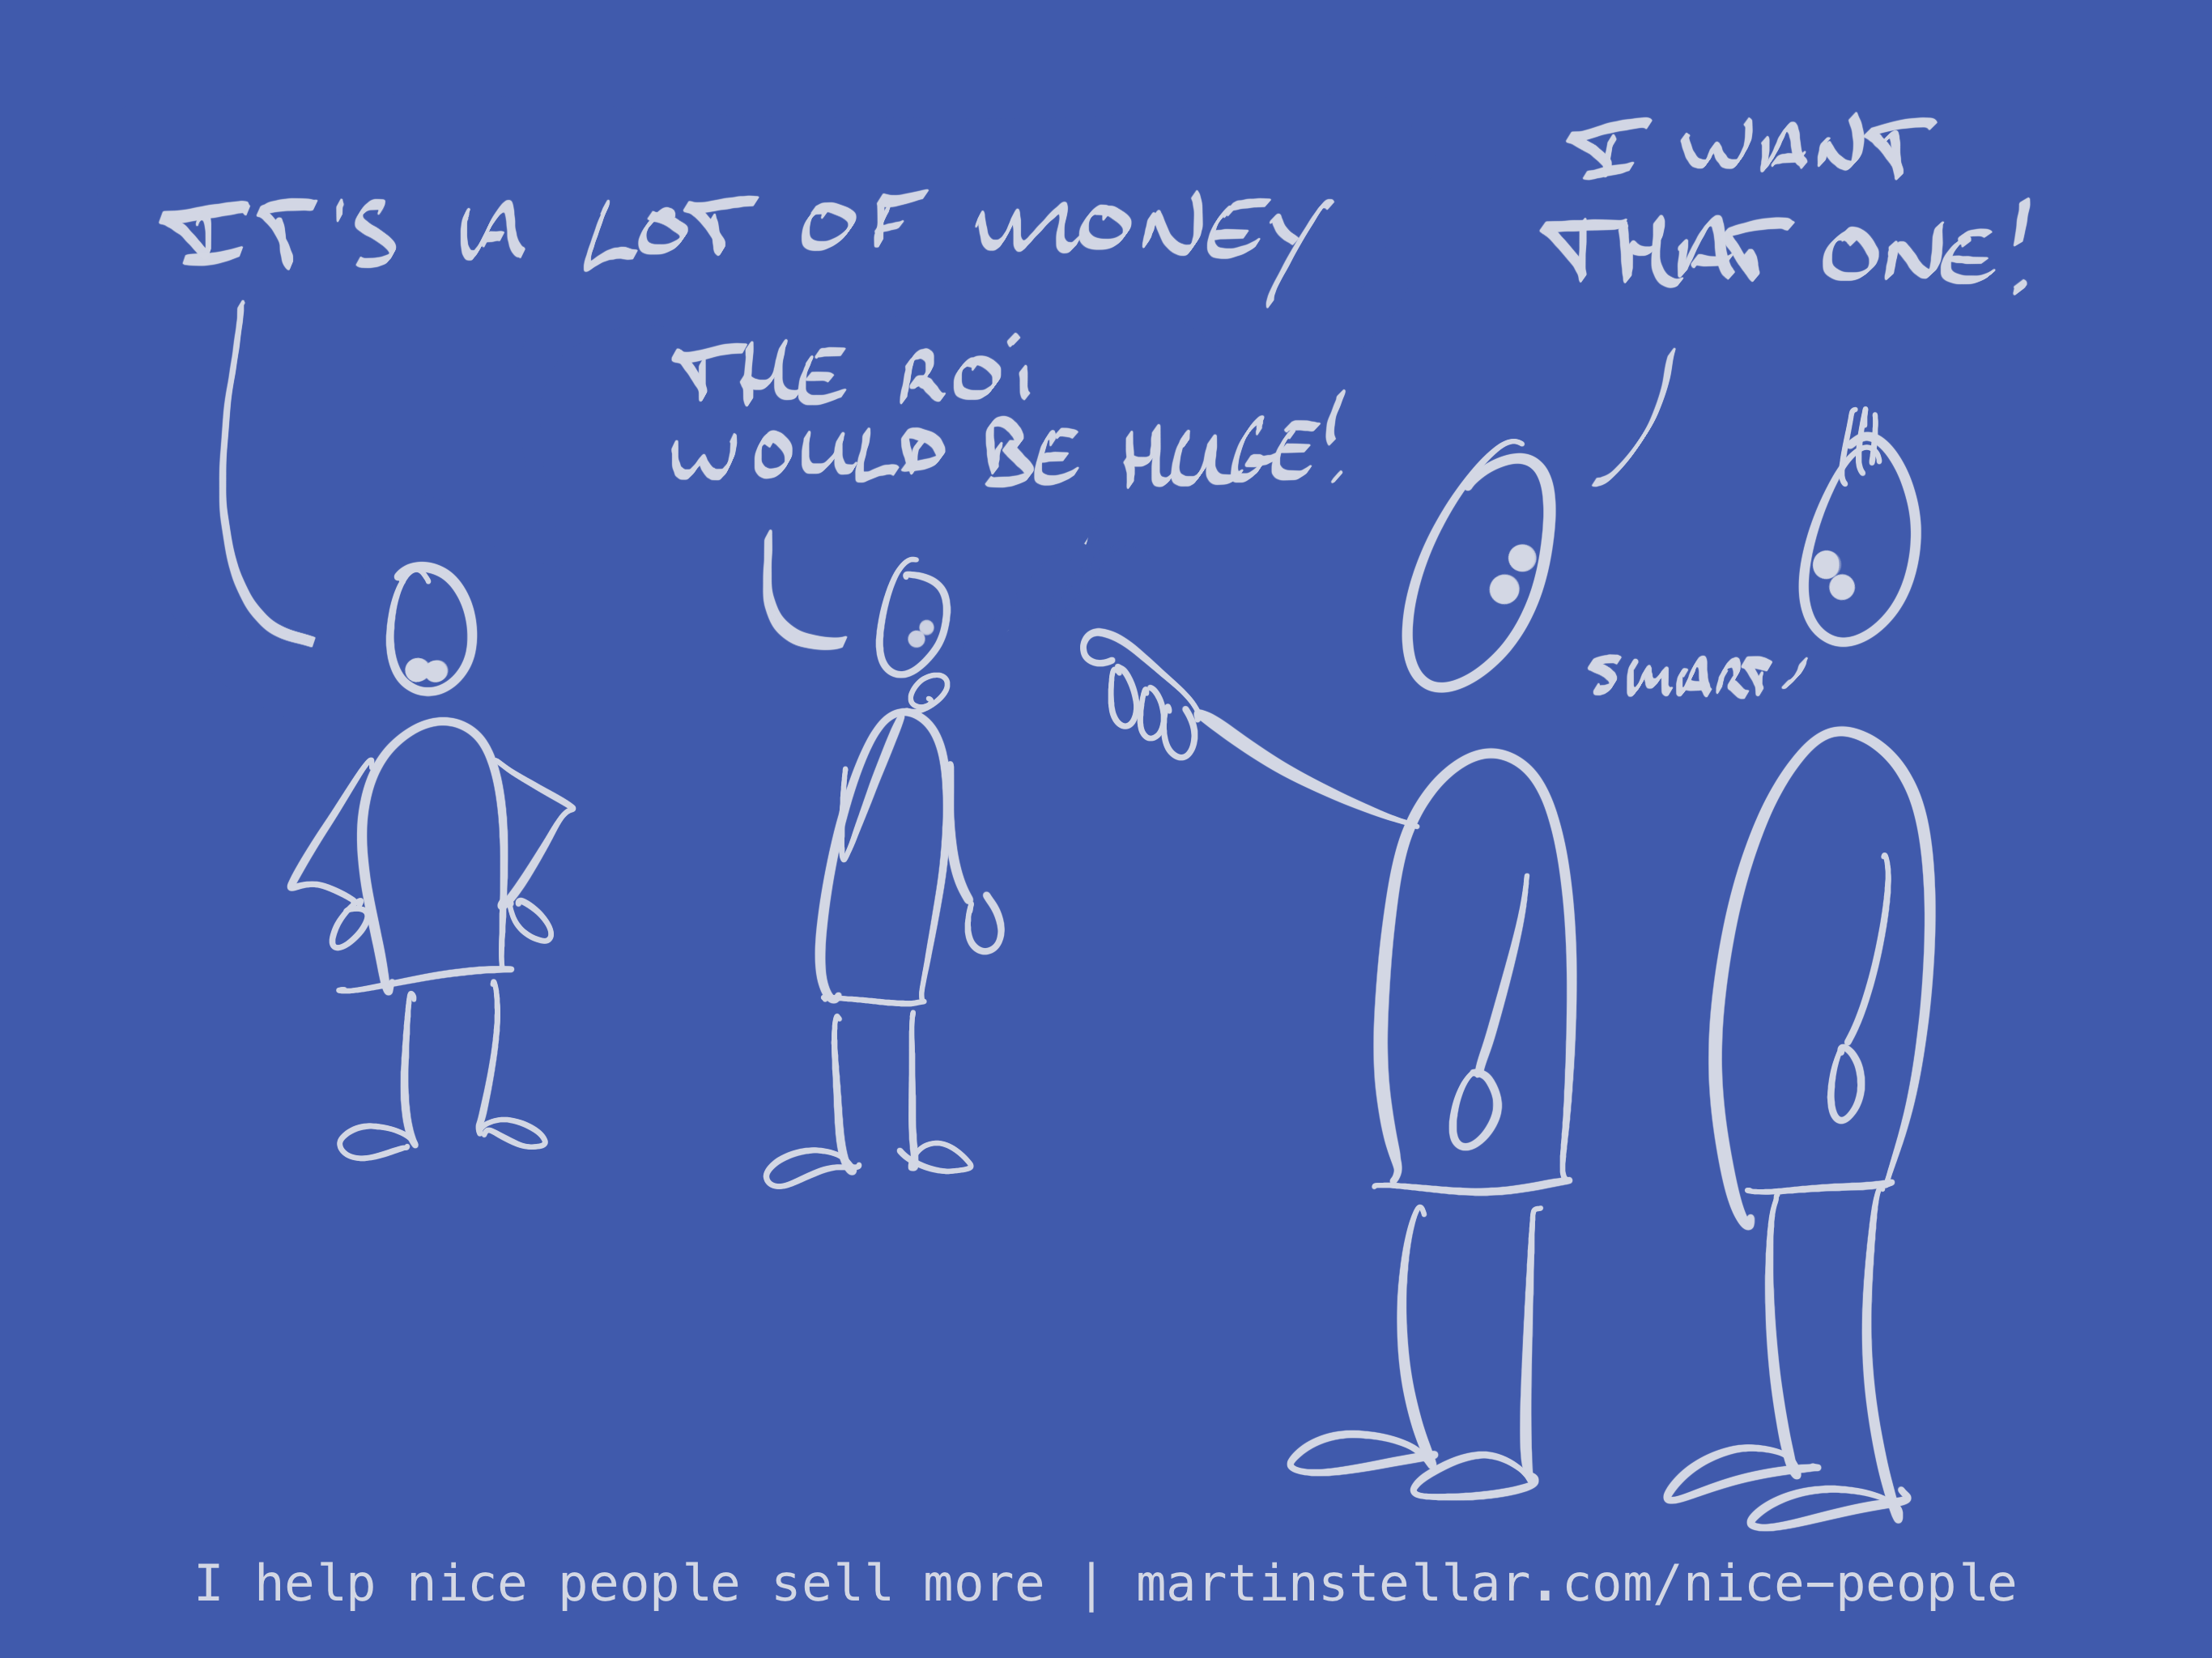 IT'S A LOT OF MONEY
THE ROi
WOULD BE HUGE!
I WANT
THAT ONE!
SMART,
I help nice people sell more | martinstellar.com/nice-people